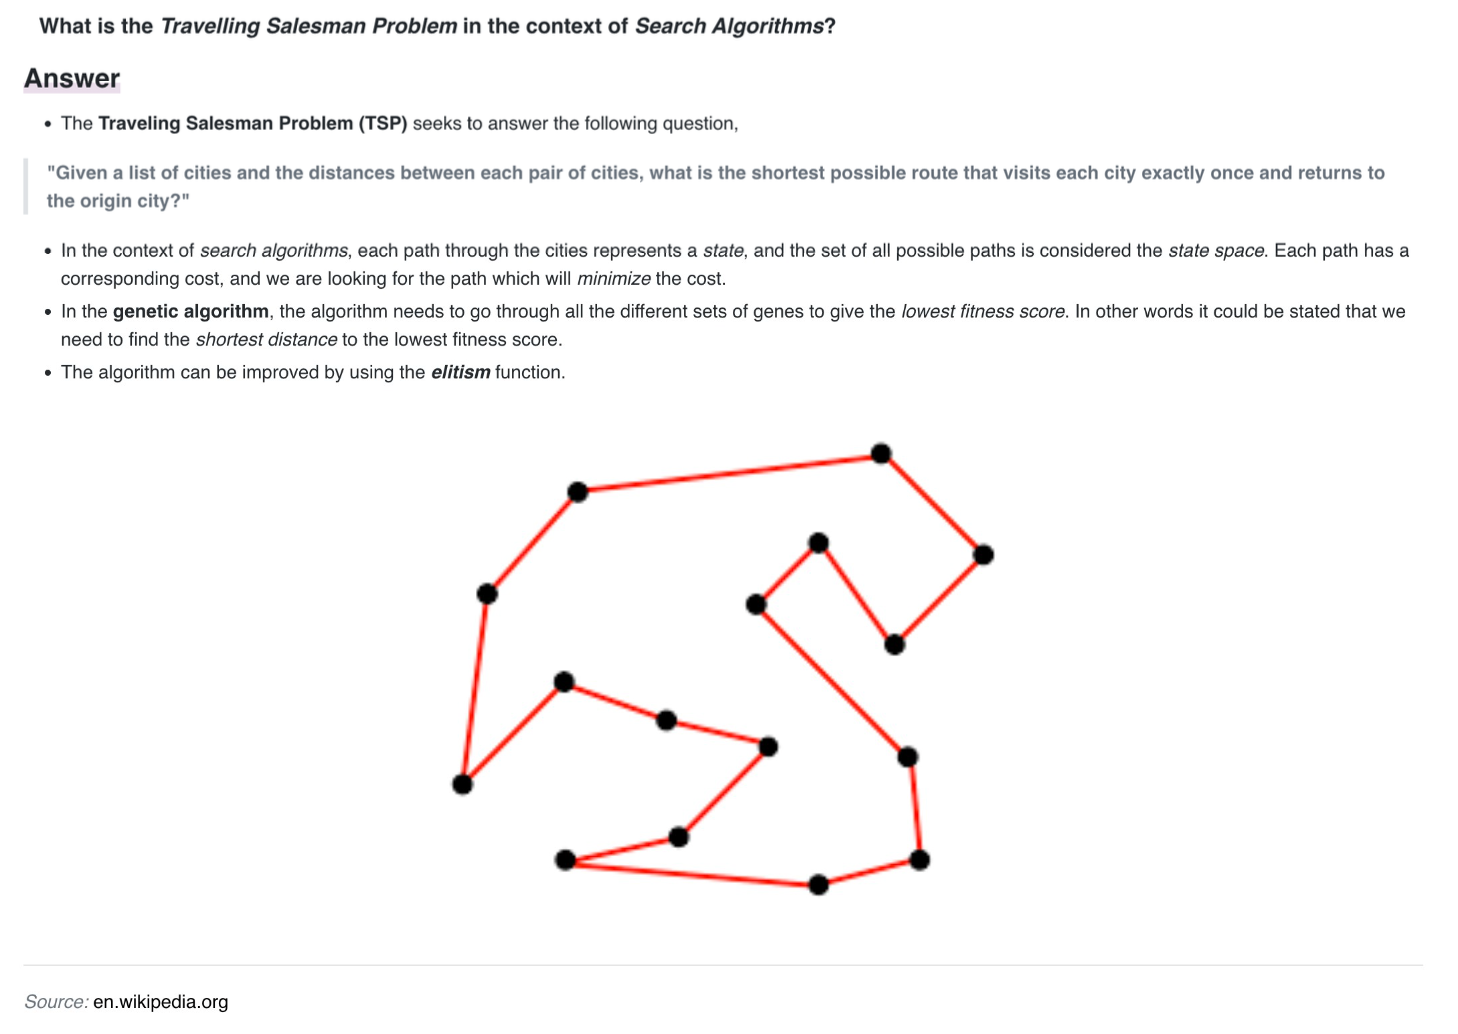 What is the Travelling Salesman Problem in the context of Search Algorithms?
Answer
• The Traveling Salesman Problem (TSP) seeks to answer the following question,
"Given a list of cities and the distances between each pair of cities, what is the shortest possible route that visits each city exactly once and returns to
the origin city?"
• In the context of search algorithms, each path through the cities represents a state, and the set of all possible paths is considered the state space. Each path has a
corresponding cost, and we are looking for the path which will minimize the cost.
• In the genetic algorithm, the algorithm needs to go through all the different sets of genes to give the lowest fitness score. In other words it could be stated that we
need to find the shortest distance to the lowest fitness score.
• The algorithm can be improved by using the elitism function.
Source: en.wikipedia.org